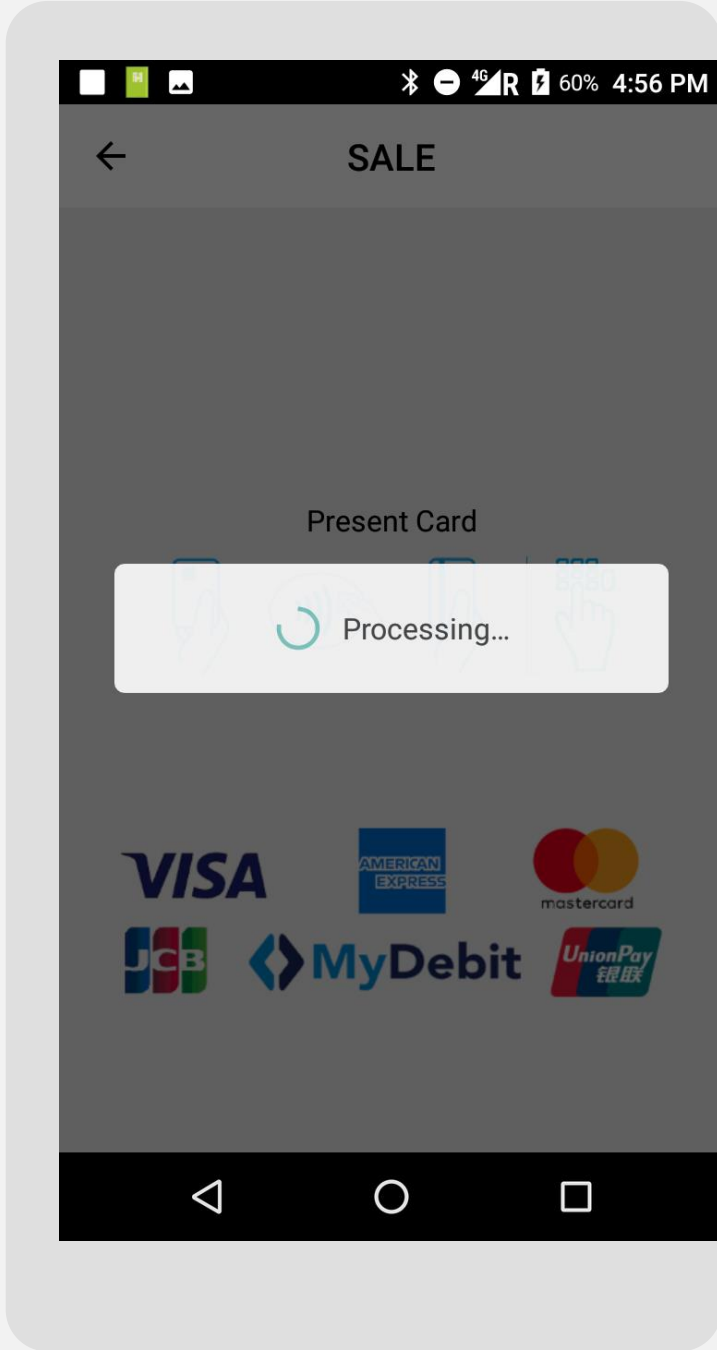 4G R 60% 4:56 PM
SALE
Present Card
Processing...
VISA
AMERICAN
EXPRESS
mastercard
JCB
MyDebit
UnionPay
银联